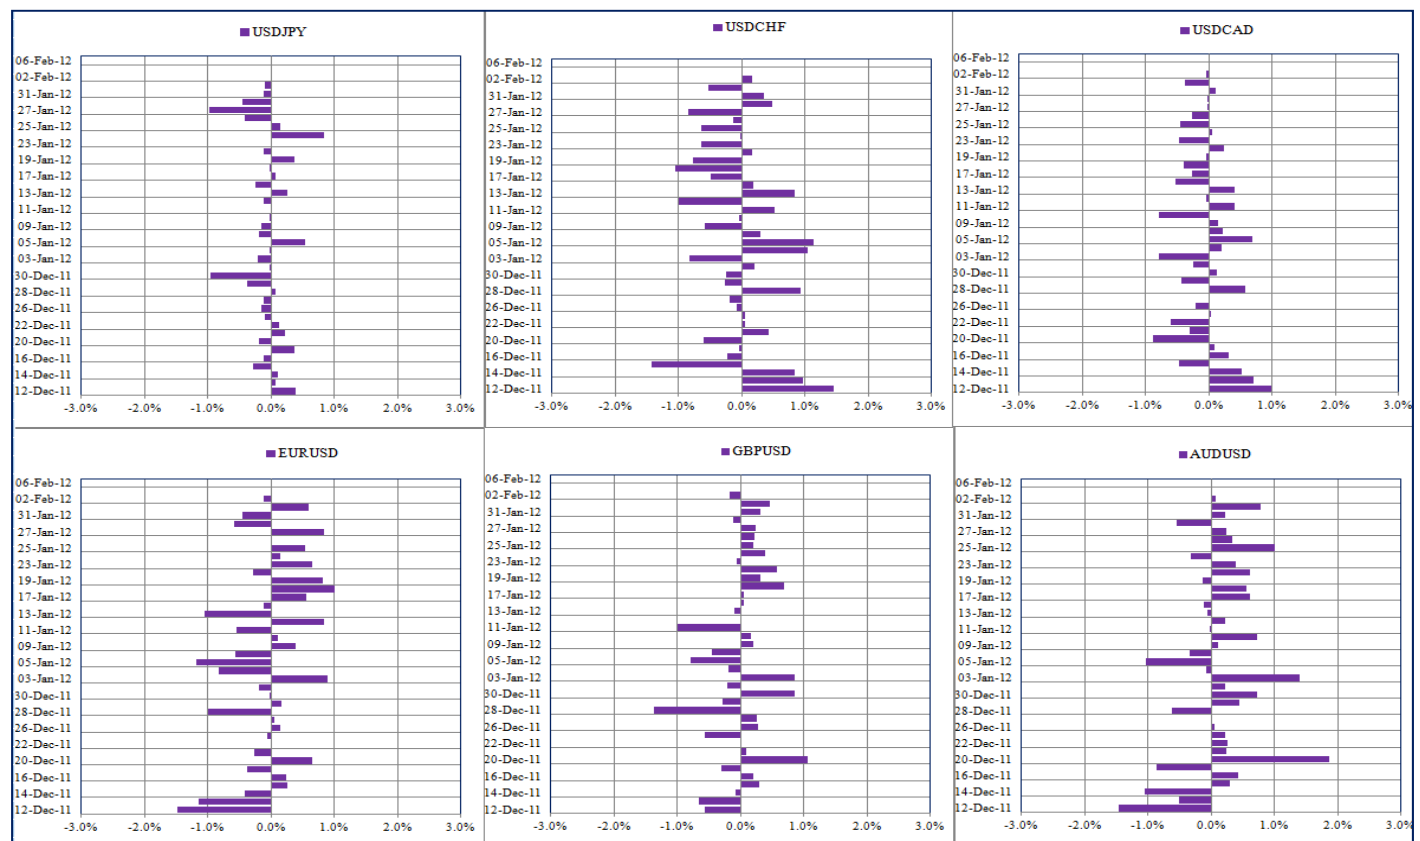 USDJPY
06-Feb-12
02-Feb-12
31-Jan-12
27-Jan-12
25-Jan-12
23-Jan-12
19-Jan-12
17-Jan-12
13-Jan-12
11-Jan-12
09-Jan-12
05-Jan-12
03-Jan-12
30-Dec-11
28-Dec-11
26-Dec-11
22-Dec-11
20-Dec-11
16-Dec-11
14-Dec-11
12-Dec-11
-3.0% -2.0% -1.0% 0.0% 1.0% 2.0% 3.0%
USDCHF
06-Feb-12
02-Feb-12
31-Jan-12
27-Jan-12
25-Jan-12
23-Jan-12
19-Jan-12
17-Jan-12
13-Jan-12
11-Jan-12
09-Jan-12
05-Jan-12
03-Jan-12
30-Dec-11
28-Dec-11
26-Dec-11
22-Dec-11
20-Dec-11
16-Dec-11
14-Dec-11
12-Dec-11
-3.0% -2.0% -1.0% 0.0% 1.0% 2.0% 3.0%
USDCAD
06-Feb-12
02-Feb-12
31-Jan-12
27-Jan-12
25-Jan-12
23-Jan-12
19-Jan-12
17-Jan-12
13-Jan-12
11-Jan-12
09-Jan-12
05-Jan-12
03-Jan-12
30-Dec-11
28-Dec-11
26-Dec-11
22-Dec-11
20-Dec-11
16-Dec-11
14-Dec-11
12-Dec-11
-3.0% -2.0% -1.0% 0.0% 1.0% 2.0% 3.0%
EURUSD
06-Feb-12
02-Feb-12
31-Jan-12
27-Jan-12
25-Jan-12
23-Jan-12
19-Jan-12
17-Jan-12
13-Jan-12
11-Jan-12
09-Jan-12
05-Jan-12
03-Jan-12
30-Dec-11
28-Dec-11
26-Dec-11
22-Dec-11
20-Dec-11
16-Dec-11
14-Dec-11
12-Dec-11
-3.0% -2.0% -1.0% 0.0% 1.0% 2.0% 3.0%
GBPUSD
06-Feb-12
02-Feb-12
31-Jan-12
27-Jan-12
25-Jan-12
23-Jan-12
19-Jan-12
17-Jan-12
13-Jan-12
11-Jan-12
09-Jan-12
05-Jan-12
03-Jan-12
30-Dec-11
28-Dec-11
26-Dec-11
22-Dec-11
20-Dec-11
16-Dec-11
14-Dec-11
12-Dec-11
-3.0% -2.0% -1.0% 0.0% 1.0% 2.0% 3.0%
AUDUSD
06-Feb-12
02-Feb-12
31-Jan-12
27-Jan-12
25-Jan-12
23-Jan-12
19-Jan-12
17-Jan-12
13-Jan-12
11-Jan-12
09-Jan-12
05-Jan-12
03-Jan-12
30-Dec-11
28-Dec-11
26-Dec-11
22-Dec-11
20-Dec-11
16-Dec-11
14-Dec-11
12-Dec-11
-3.0% -2.0% -1.0% 0.0% 1.0% 2.0% 3.0%